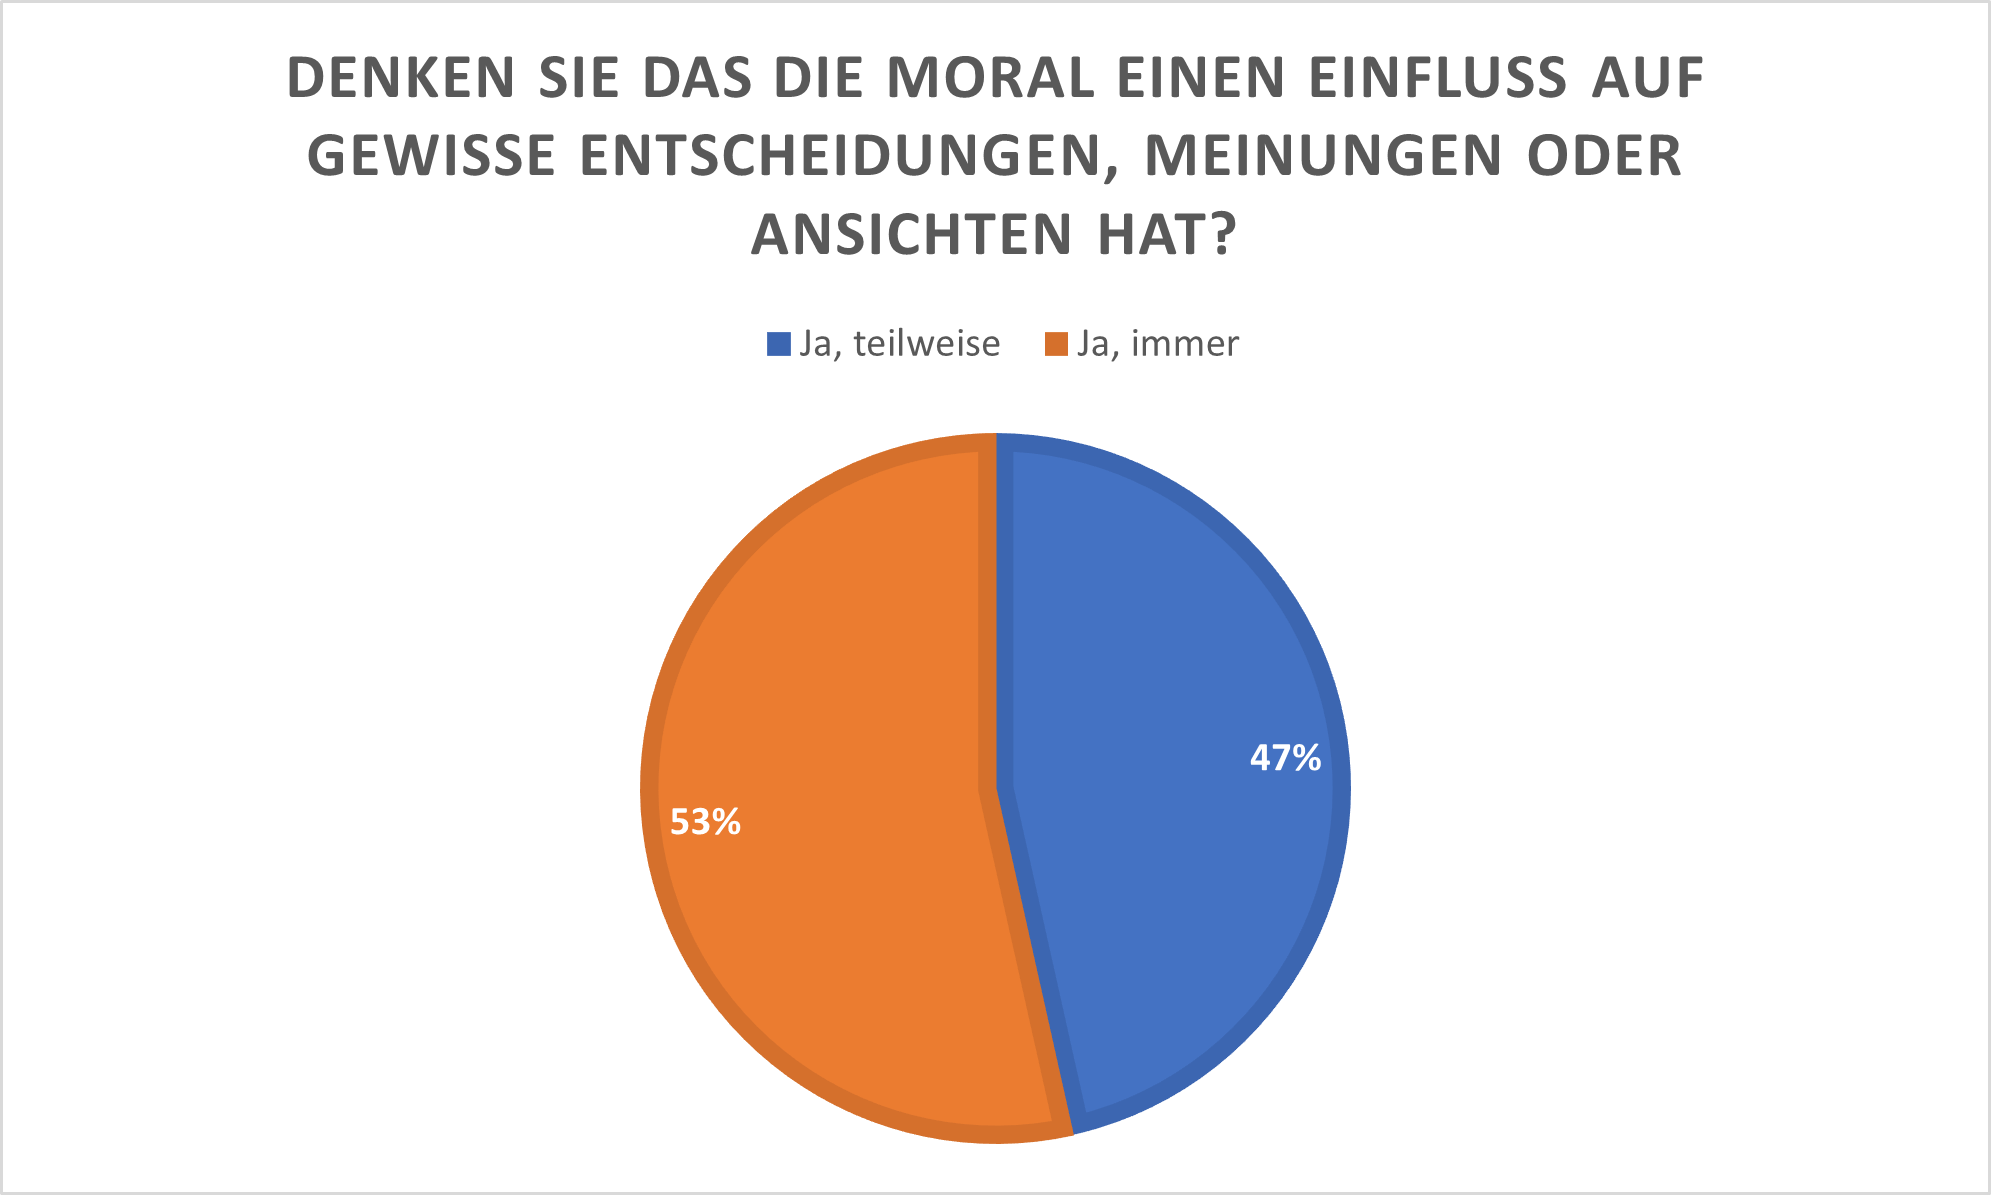 DENKEN SIE DAS DIE MORAL EINEN EINFLUSS AUF
GEWISSE ENTSCHEIDUNGEN, MEINUNGEN ODER
ANSICHTEN HAT?
Ja, teilweise Ja, immer
47%
53%